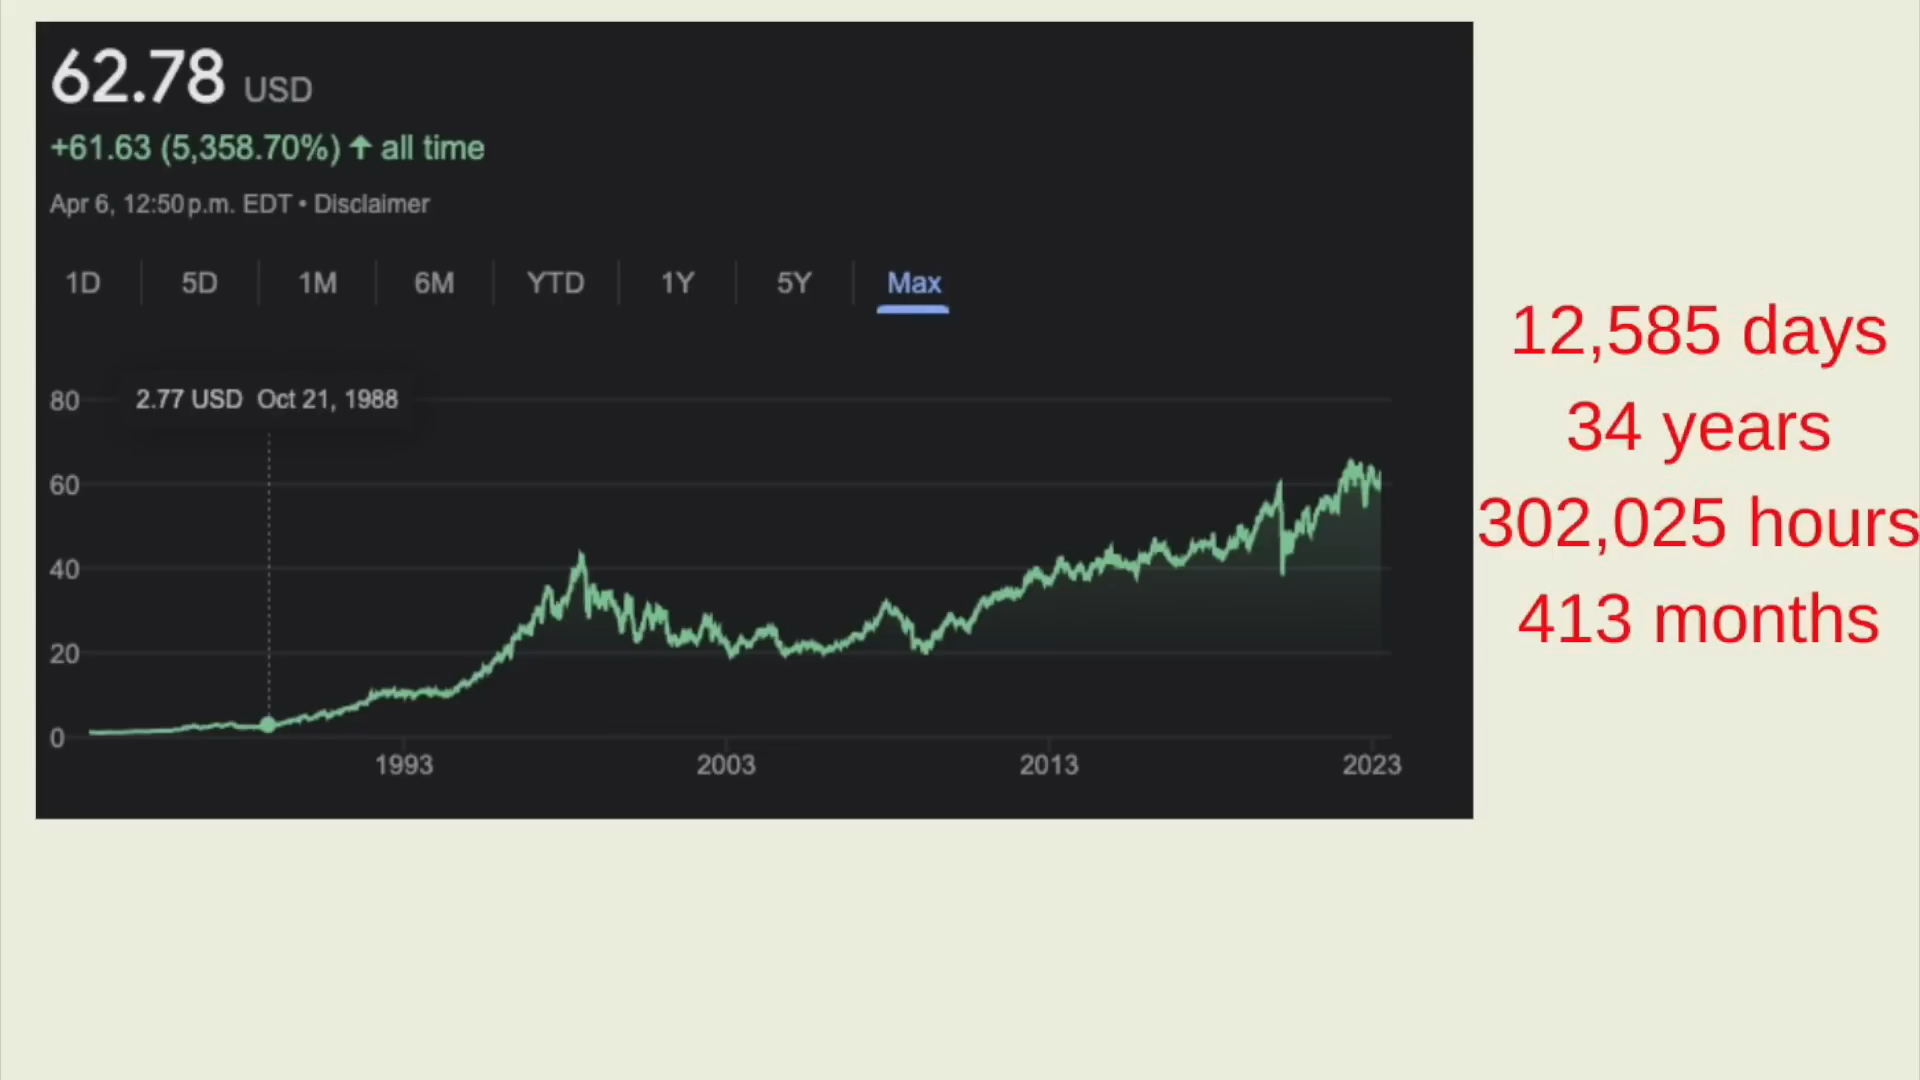 62.78 USD
+61.63 (5,358.70%) ↑ all time
Apr 6, 12:50 p.m. EDT • Disclaimer
1D 5D 1M 6M YTD 1Y 5Y Max
2.77 USD Oct 21, 1988
80
60
40
20
0
1993 2003 2013 2023
12,585 days
34 years
302,025 hours
413 months